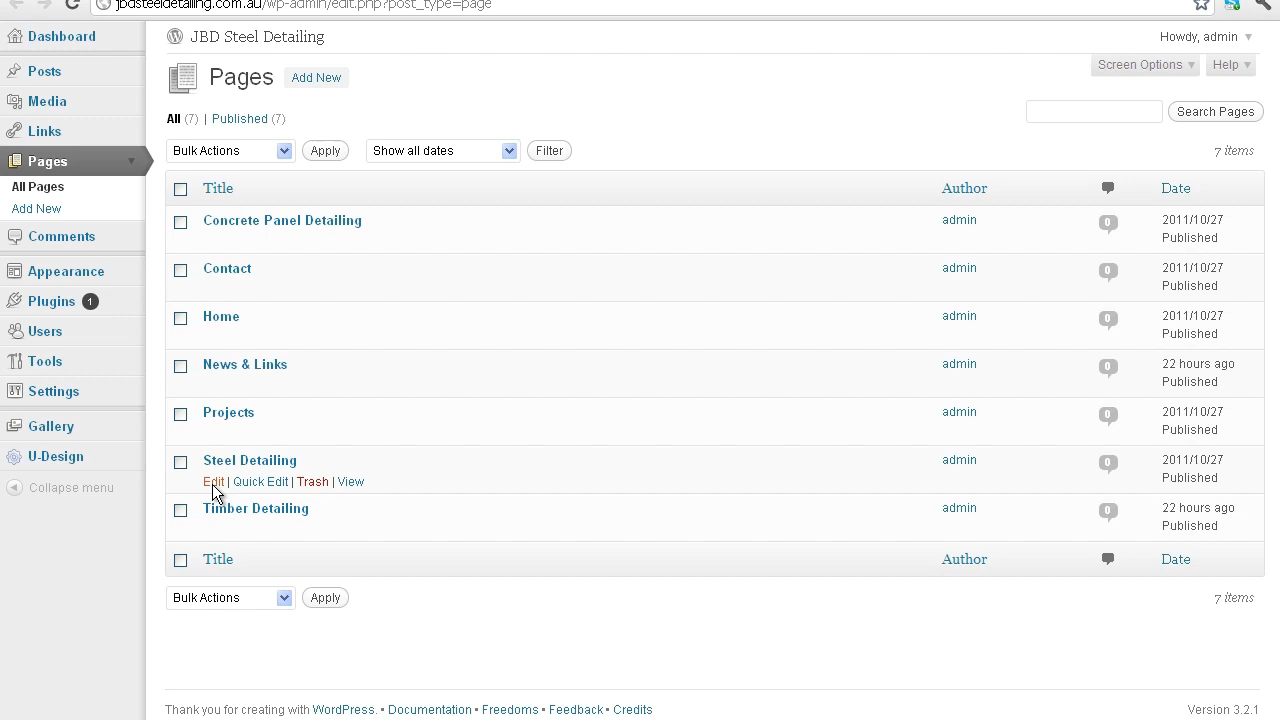 jbdsteeldetailing.com.au/wp-admin/edit.php?post_type=page
JBD Steel Detailing
Howdy, admin
Screen Options
Help
Dashboard
Posts
Media
Links
Pages
All Pages
Add New
Comments
Appearance
Plugins 1
Users
Tools
Settings
Gallery
U-Design
Collapse menu
Pages Add New
All (7) | Published (7)
Search Pages
Bulk Actions Apply Show all dates Filter 7 items
Title Author Date
Concrete Panel Detailing admin 0 2011/10/27
Published
Contact admin 0 2011/10/27
Published
Home admin 0 2011/10/27
Published
News & Links admin 0 22 hours ago
Published
Projects admin 0 2011/10/27
Published
Steel Detailing admin 0 2011/10/27
Edit | Quick Edit | Trash | View Published
Timber Detailing admin 0 22 hours ago
Published
Title Author Date
Bulk Actions Apply 7 items
Thank you for creating with WordPress. • Documentation • Freedoms • Feedback • Credits Version 3.2.1